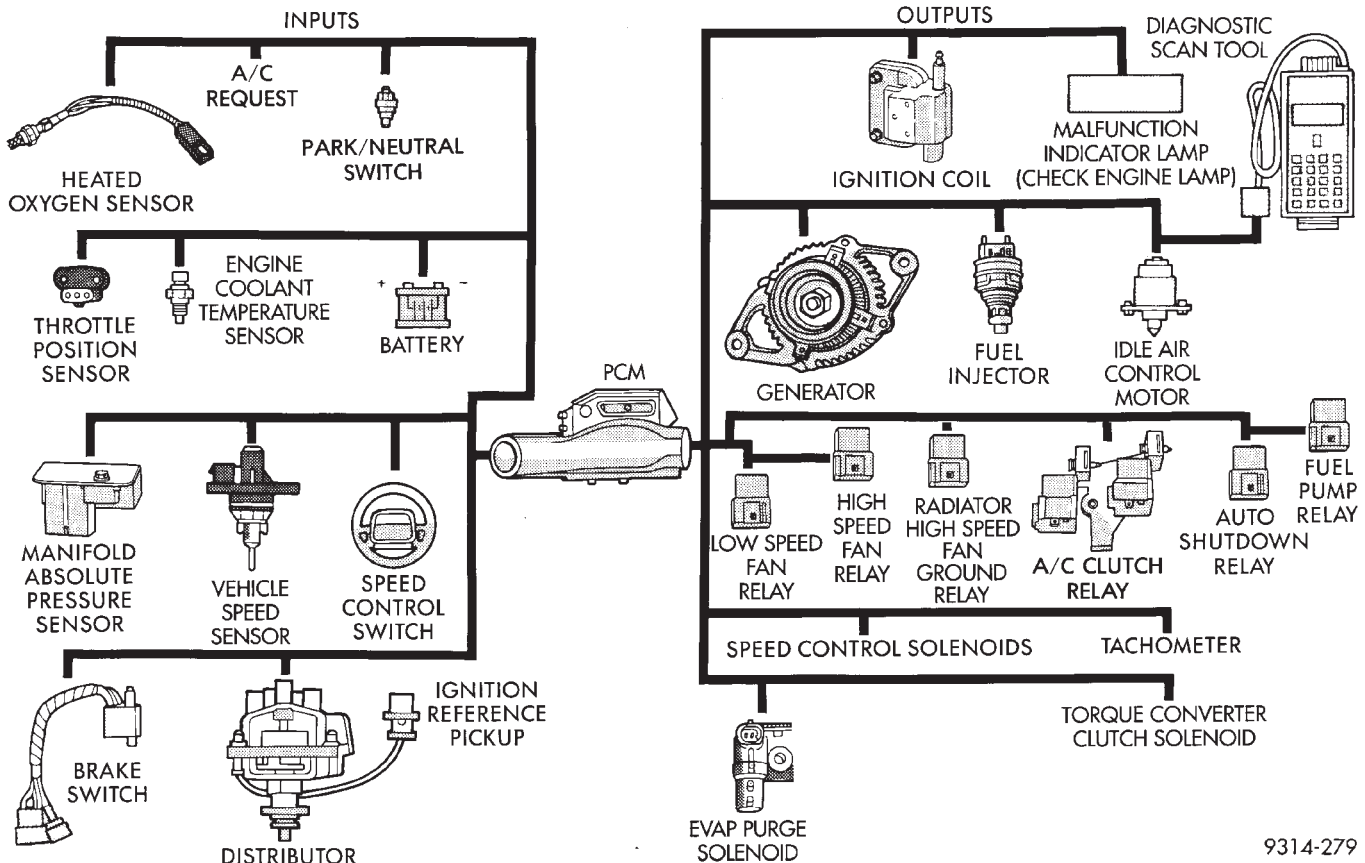 INPUTS
A/C
REQUEST
PARK/NEUTRAL
SWITCH
HEATED
OXYGEN SENSOR
THROTTLE
POSITION
SENSOR
ENGINE
COOLANT
TEMPERATURE
SENSOR
+ −
BATTERY
MANIFOLD
ABSOLUTE
PRESSURE
SENSOR
VEHICLE
SPEED
SENSOR
SPEED
CONTROL
SWITCH
BRAKE
SWITCH
DISTRIBUTOR
IGNITION
REFERENCE
PICKUP
PCM
OUTPUTS
IGNITION COIL
MALFUNCTION
INDICATOR LAMP
(CHECK ENGINE LAMP)
DIAGNOSTIC
SCAN TOOL
GENERATOR
FUEL
INJECTOR
IDLE AIR
CONTROL
MOTOR
LOW SPEED
FAN
RELAY
HIGH
SPEED
FAN
RELAY
RADIATOR
HIGH SPEED
FAN
GROUND
RELAY
A/C CLUTCH
RELAY
AUTO
SHUTDOWN
RELAY
FUEL
PUMP
RELAY
SPEED CONTROL SOLENOIDS
TACHOMETER
EVAP PURGE
SOLENOID
TORQUE CONVERTER
CLUTCH SOLENOID
9314-279